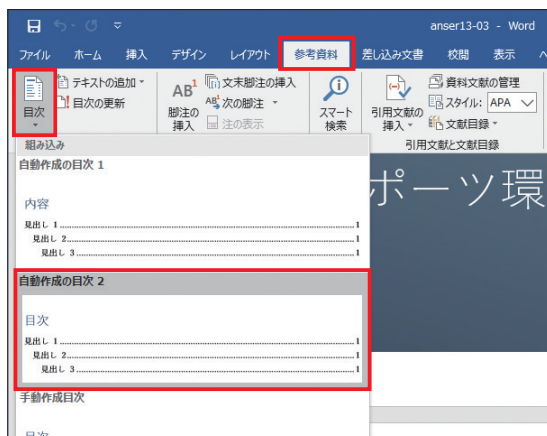 anser13-03 - Word
ファイル ホーム 挿入 デザイン レイアウト 参考資料 差し込み文書 校閲 表示 ヘ
目次
テキストの追加
目次の更新
AB1
脚注の挿入
文末脚注の挿入
AB1 次の脚注
注の表示
スマート検索
引用文献の挿入
資料文献の管理
スタイル: APA
文献目録
引用文献と文献目録
ポーツ環
組み込み
自動作成の目次 1
内容
見出し 1 1
見出し 2 1
見出し 3 1
自動作成の目次 2
目次
見出し 1 1
見出し 2 1
見出し 3 1
手動作成目次
目次